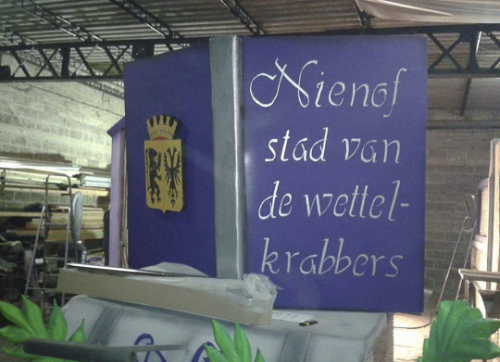 Nienof
stad van
de wettel-
krabbers